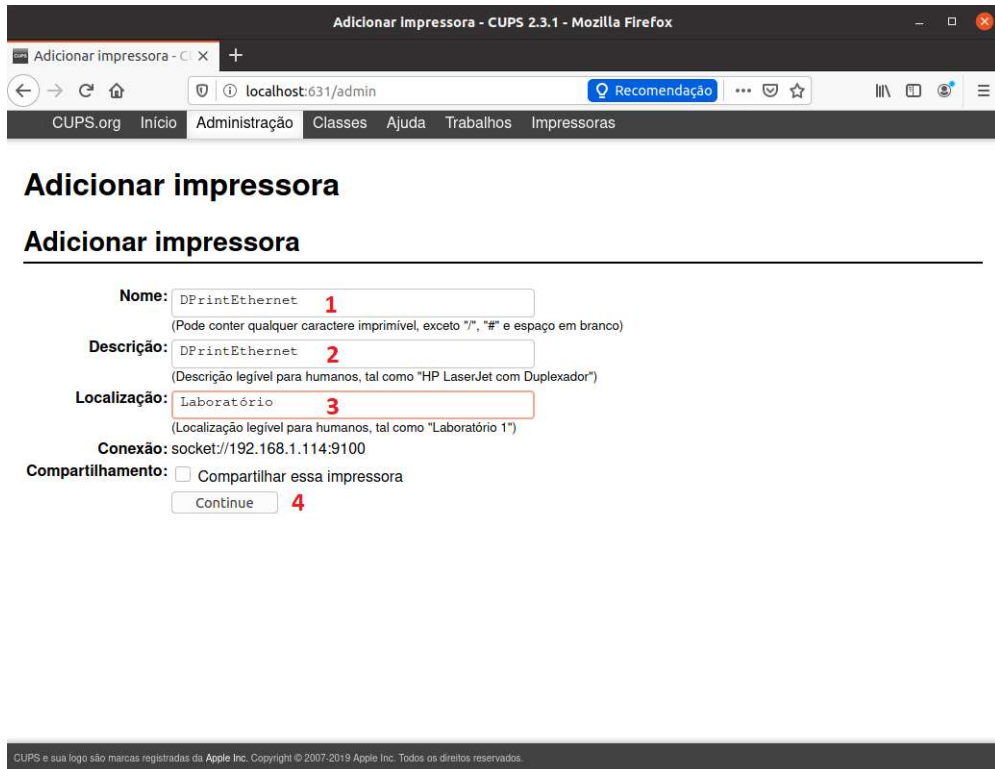 Adicionar impressora - CUPS 2.3.1 - Mozilla Firefox
Adicionar impressora - C
localhost:631/admin
Recomendação
CUPS.org Início Administração Classes Ajuda Trabalhos Impressoras
Adicionar impressora
Adicionar impressora
Nome: DPrintEthernet 1
(Pode conter qualquer caractere imprimível, exceto "/", "#" e espaço em branco)
Descrição: DPrintEthernet 2
(Descrição legível para humanos, tal como "HP LaserJet com Duplexador")
Localização: Laboratório 3
(Localização legível para humanos, tal como "Laboratório 1")
Conexão: socket://192.168.1.114:9100
Compartilhamento: Compartilhar essa impressora
Continue 4
CUPS e sua logo são marcas registradas da Apple Inc. Copyright © 2007-2019 Apple Inc. Todos os direitos reservados.